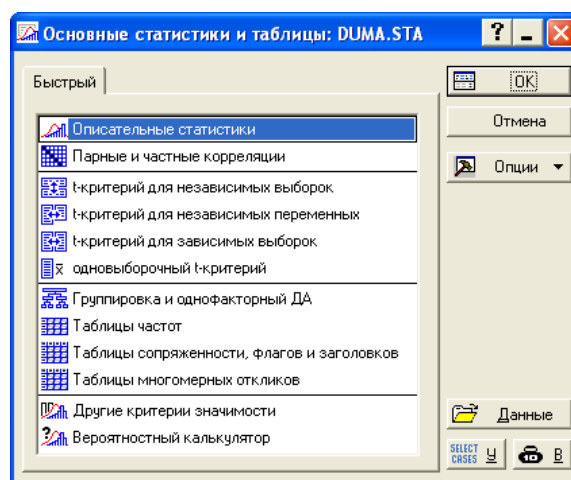 Основные статистики и таблицы: DUMA.STA
?
Быстрый
Описательные статистики
Парные и частные корреляции
t-критерий для независимых выборок
t-критерий для независимых переменных
t-критерий для зависимых выборок
одновыборочный t-критерий
Группировка и однофакторный ДА
Таблицы частот
Таблицы сопряженности, флагов и заголовков
Таблицы многомерных откликов
Другие критерии значимости
Вероятностный калькулятор
OK
Отмена
Опции
Данные
SELECT CASES У
В